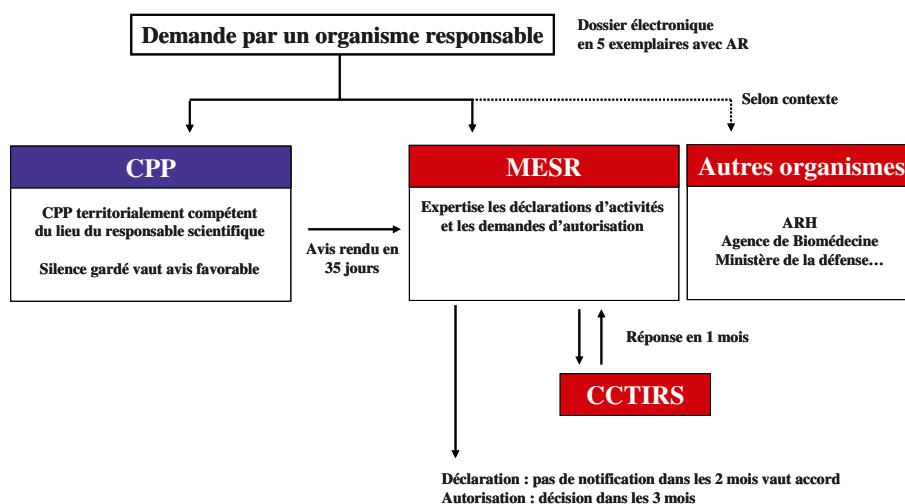 Demande par un organisme responsable
Dossier électronique
en 5 exemplaires avec AR
Selon contexte
CPP
CPP territorialement compétent
du lieu du responsable scientifique
Silence gardé vaut avis favorable
Avis rendu en
35 jours
MESR
Expertise les déclarations d’activités
et les demandes d’autorisation
Autres organismes
ARH
Agence de Biomédecine
Ministère de la défense…
Réponse en 1 mois
CCTIRS
Déclaration : pas de notification dans les 2 mois vaut accord
Autorisation : décision dans les 3 mois